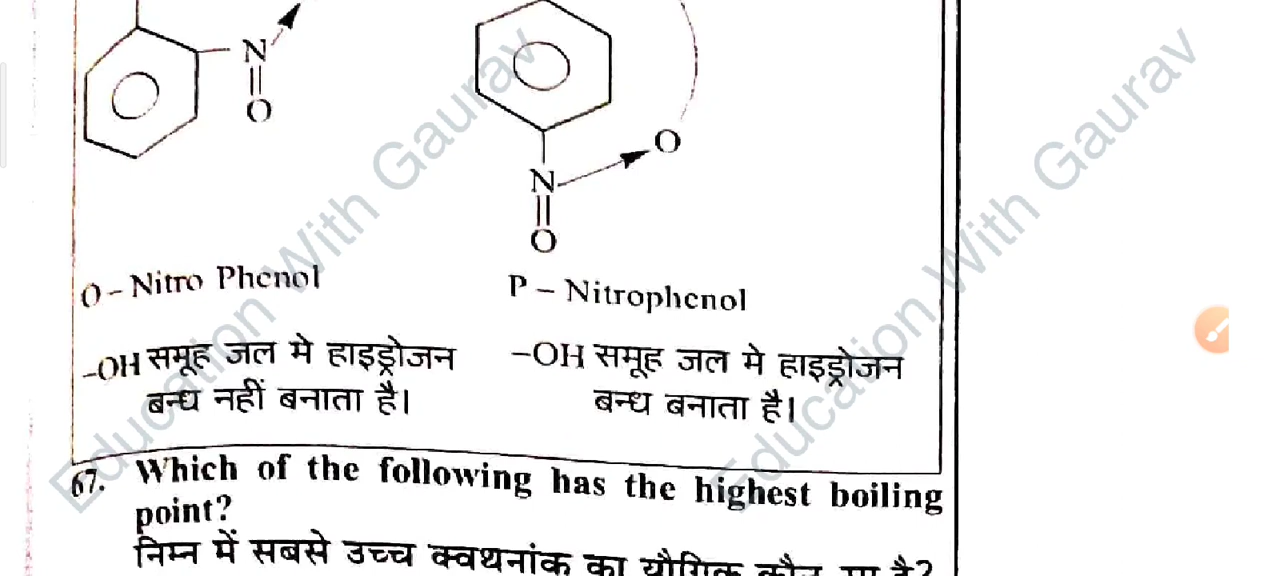 N
O
O
N
O
O – Nitro Phenol
P – Nitrophenol
–OH समूह जल मे हाइड्रोजन
बन्ध नहीं बनाता है।
–OH समूह जल मे हाइड्रोजन
बन्ध बनाता है।
67. Which of the following has the highest boiling
point?
निम्न में सबसे उच्च क्वथनांक का यौगिक कौन सा है?
Education With Gaurav
Education With Gaurav